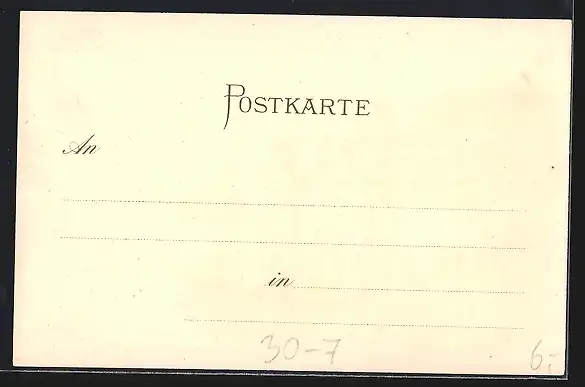 POSTKARTE
An
in
30-7
6,-